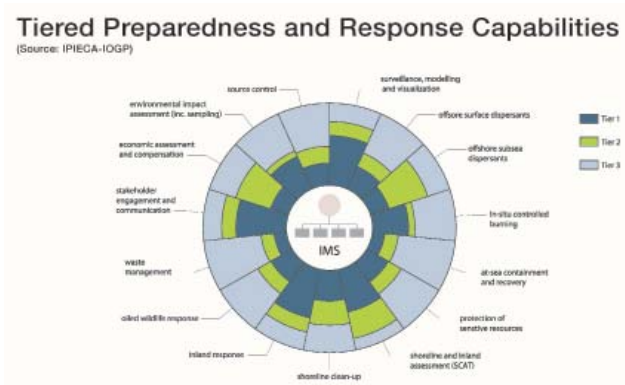 Tiered Preparedness and Response Capabilities
(Source: IPIECA-IOGP)
surveillance, modelling
and visualization
source control
offsore surface dispersants
environmental impact
assessment (inc. sampling)
Tier 1
Tier 2
Tier 3
economic assessment
and compensation
offshore subsea
dispersants
stakeholder
engagement and
communication
In-situ controlled
burning
IMS
waste
management
at-sea containment
and recovery
oiled wildlife response
protection of
senstive resources
inland response
shoreline and inland
assessment (SCAT)
shoreline clean-up